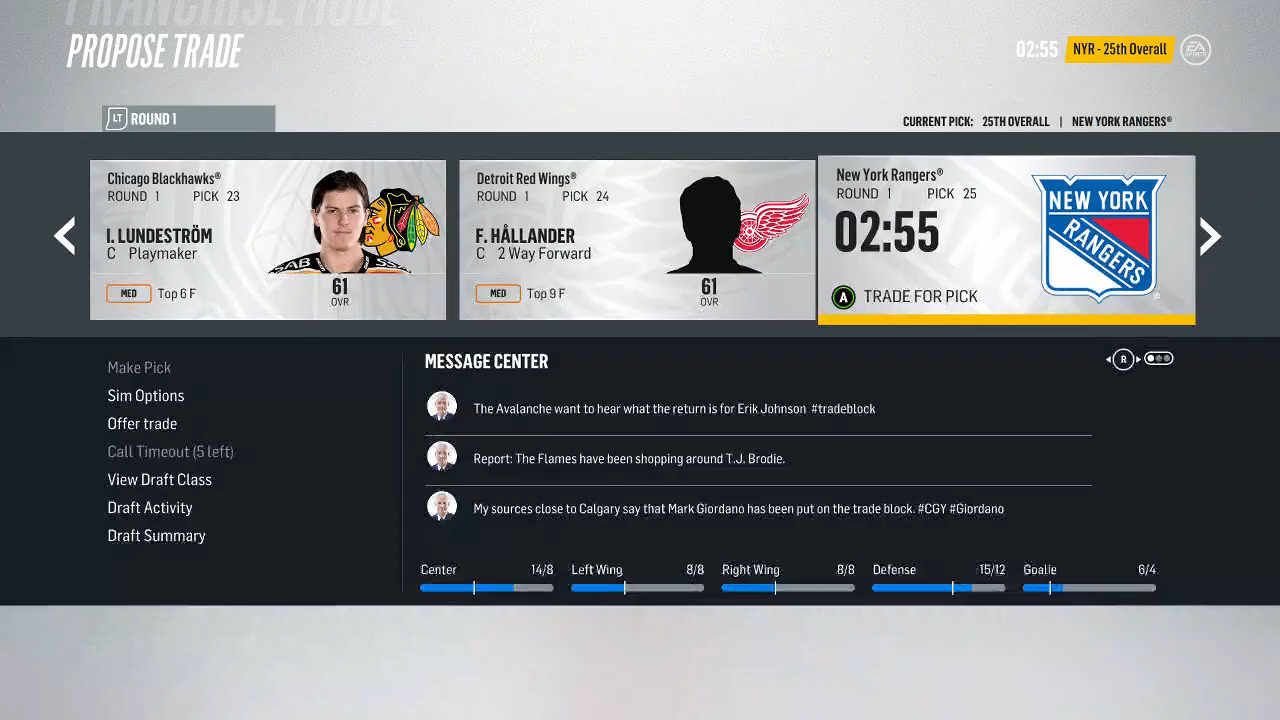 FRANCHISE MODE
PROPOSE TRADE
02:55
NYR - 25th Overall
EA SPORTS
LT ROUND 1
CURRENT PICK: 25TH OVERALL | NEW YORK RANGERS®
Chicago Blackhawks®
ROUND 1 PICK 23
I. LUNDESTRÖM
C Playmaker
MED Top 6 F
61
OVR
SAB
Detroit Red Wings®
ROUND 1 PICK 24
F. HÅLLANDER
C 2 Way Forward
MED Top 9 F
61
OVR
New York Rangers®
ROUND 1 PICK 25
02:55
A TRADE FOR PICK
NEW YORK
RANGERS
®
Make Pick
Sim Options
Offer trade
Call Timeout (5 left)
View Draft Class
Draft Activity
Draft Summary
MESSAGE CENTER
R
The Avalanche want to hear what the return is for Erik Johnson #tradeblock
Report: The Flames have been shopping around T.J. Brodie.
My sources close to Calgary say that Mark Giordano has been put on the trade block. #CGY #Giordano
Center 14/8
Left Wing 8/8
Right Wing 8/8
Defense 15/12
Goalie 6/4